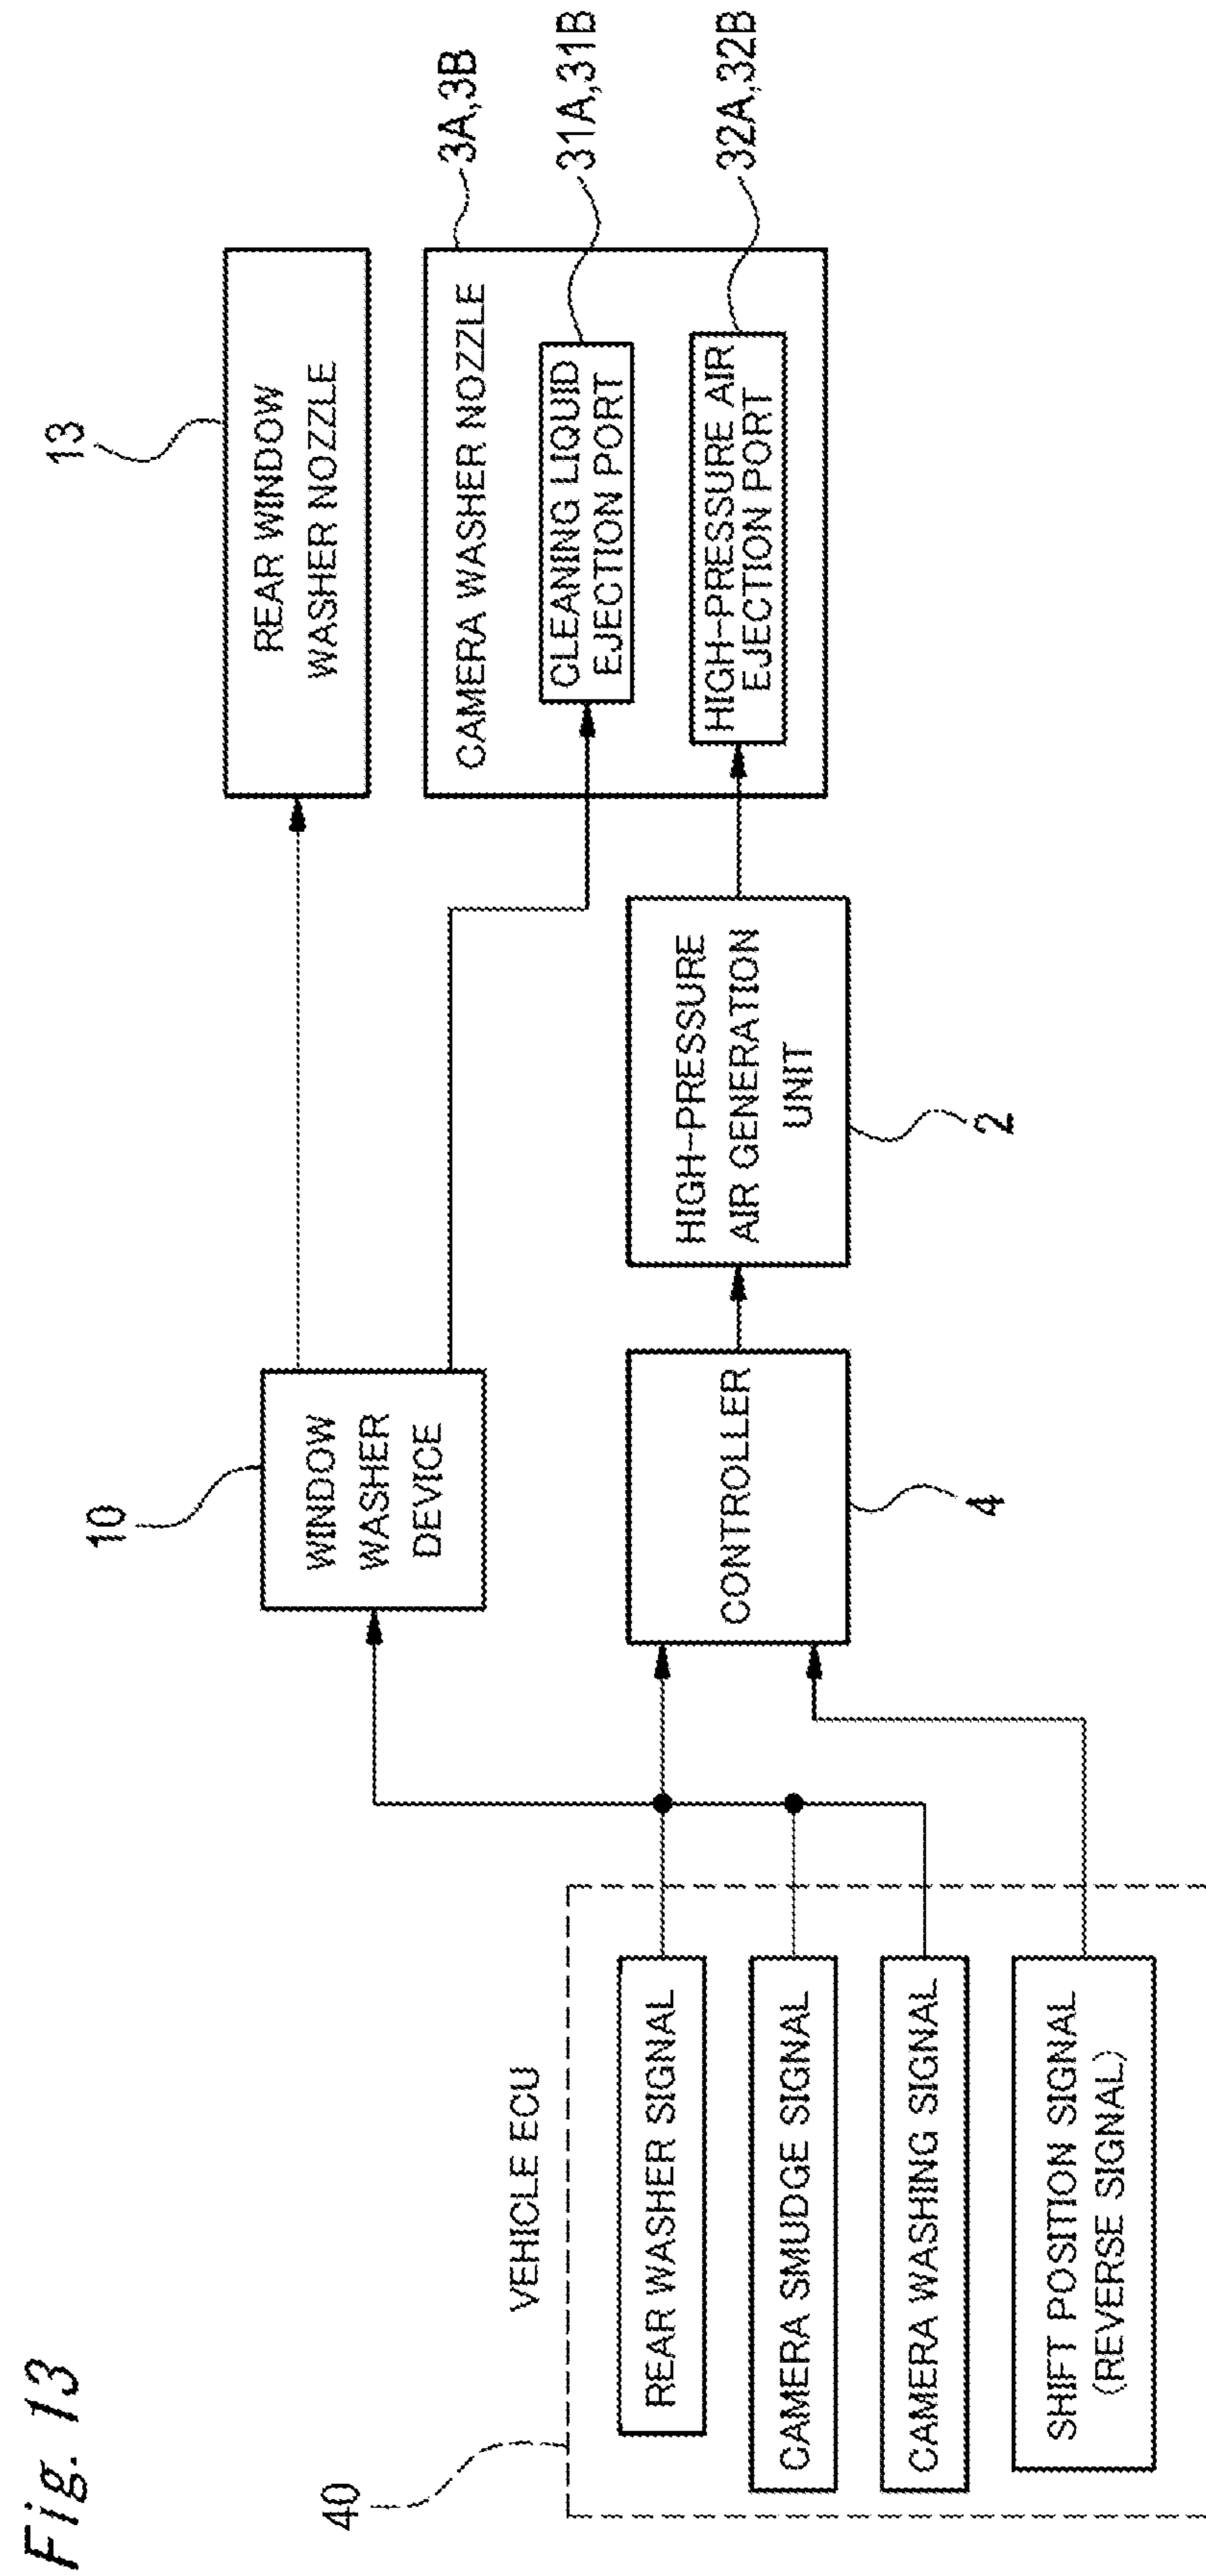 Fig. 13
40
VEHICLE ECU
REAR WASHER SIGNAL
CAMERA SMUDGE SIGNAL
CAMERA WASHING SIGNAL
SHIFT POSITION SIGNAL
(REVERSE SIGNAL)
10
WINDOW
WASHER
DEVICE
CONTROLLER
4
HIGH-PRESSURE
AIR GENERATION
UNIT
2
13
REAR WINDOW
WASHER NOZZLE
CAMERA WASHER NOZZLE
3A,3B
CLEANING LIQUID
EJECTION PORT
31A,31B
HIGH-PRESSURE AIR
EJECTION PORT
32A,32B